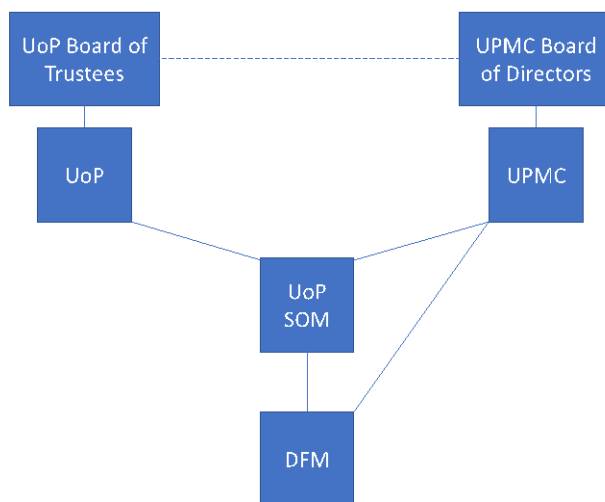 UoP Board of
Trustees
UPMC Board
of Directors
UoP
UPMC
UoP
SOM
DFM